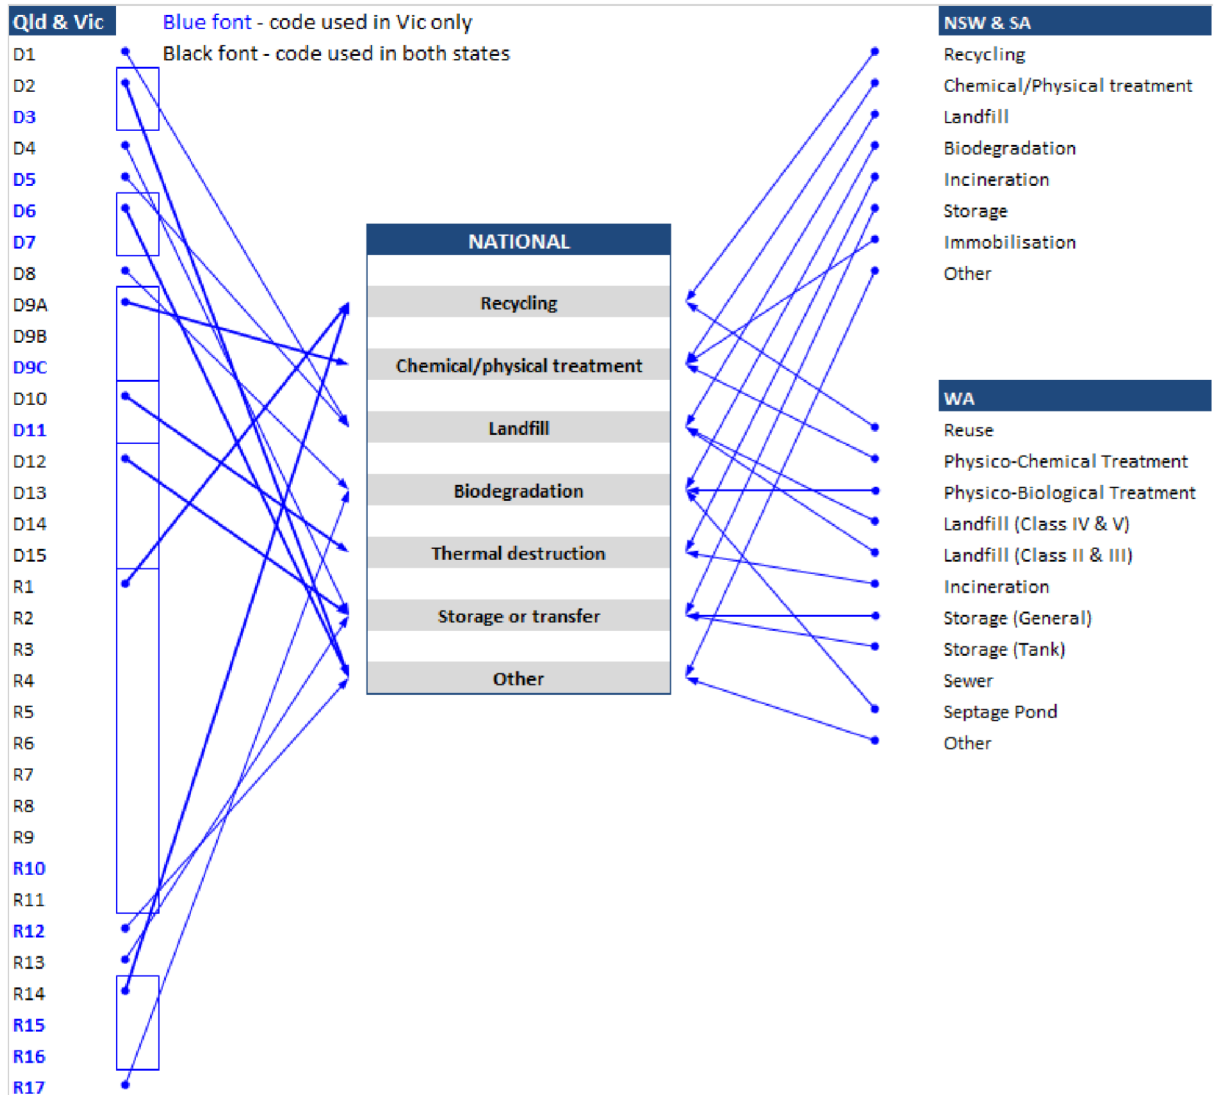 Qld & Vic
Blue font - code used in Vic only
Black font - code used in both states
D1
D2
D3
D4
D5
D6
D7
D8
D9A
D9B
D9C
D10
D11
D12
D13
D14
D15
R1
R2
R3
R4
R5
R6
R7
R8
R9
R10
R11
R12
R13
R14
R15
R16
R17
NATIONAL
Recycling
Chemical/physical treatment
Landfill
Biodegradation
Thermal destruction
Storage or transfer
Other
NSW & SA
Recycling
Chemical/Physical treatment
Landfill
Biodegradation
Incineration
Storage
Immobilisation
Other
WA
Reuse
Physico-Chemical Treatment
Physico-Biological Treatment
Landfill (Class IV & V)
Landfill (Class II & III)
Incineration
Storage (General)
Storage (Tank)
Sewer
Septage Pond
Other